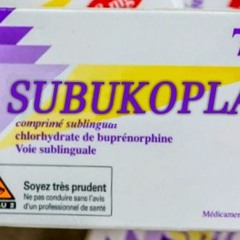 SUBUKOPLA
comprimé sublingual
chlorhydrate de buprénorphine
Voie sublinguale
Soyez très prudent
Ne pas conduire sans l'avis
d'un professionnel de santé
Médicamen